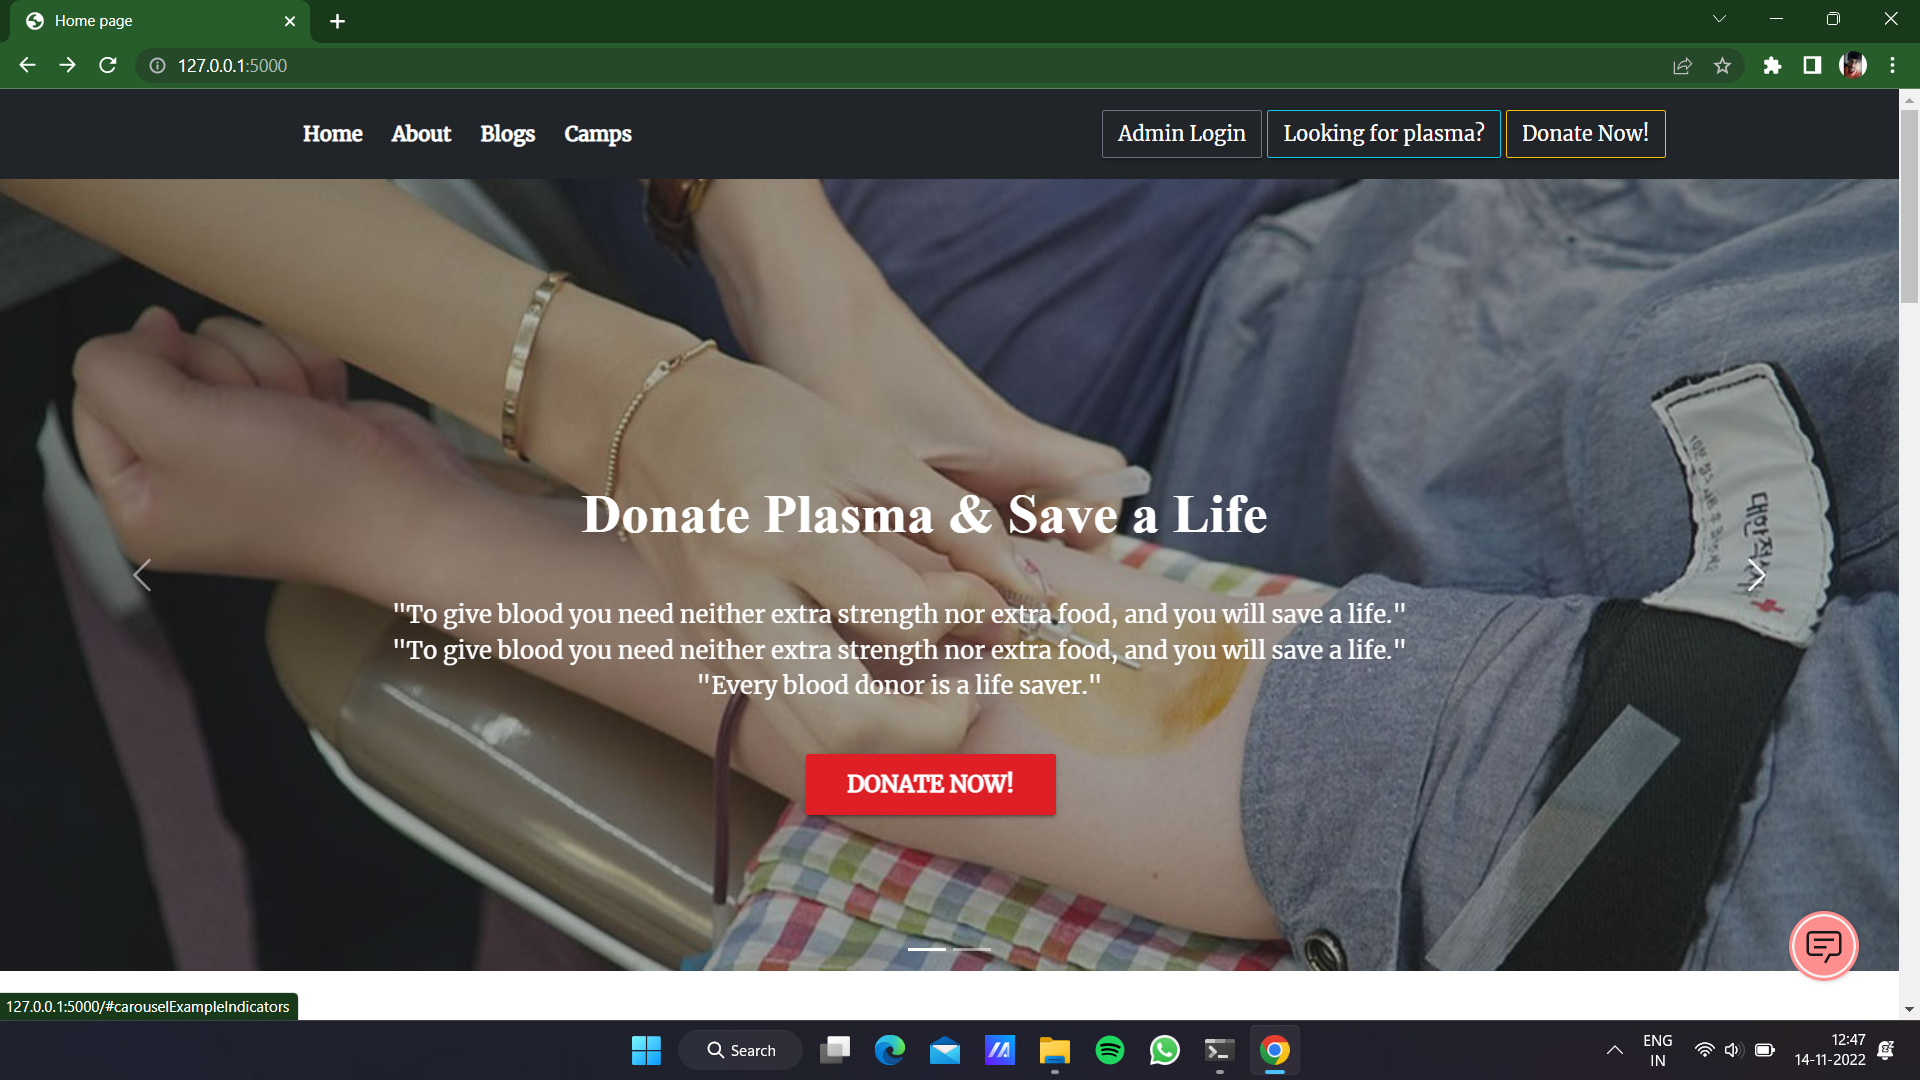 Home page
127.0.0.1:5000
Home About Blogs Camps
Admin Login Looking for plasma? Donate Now!
Donate Plasma & Save a Life
"To give blood you need neither extra strength nor extra food, and you will save a life."
"To give blood you need neither extra strength nor extra food, and you will save a life."
"Every blood donor is a life saver."
DONATE NOW!
127.0.0.1:5000/#carouselExampleIndicators
Search
ENG
IN
12:47
14-11-2022